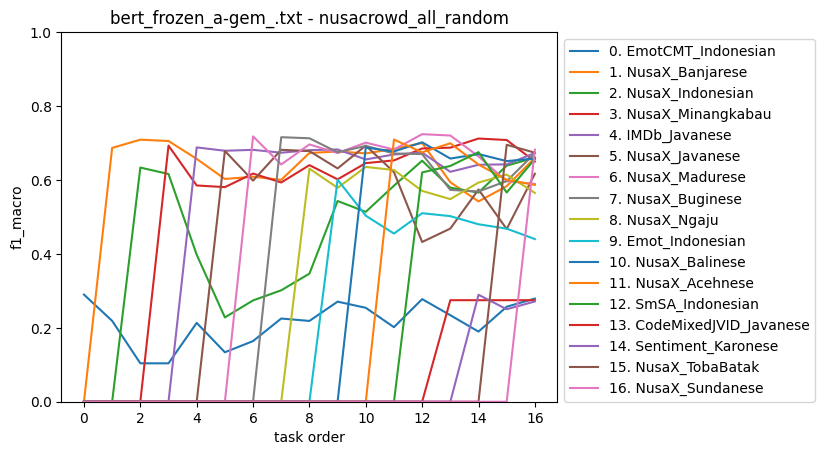 bert_frozen_a-gem_.txt - nusacrowd_all_random
1.0
0.8
0.6
0.4
0.2
0.0
f1_macro
0 2 4 6 8 10 12 14 16
task order
0. EmotCMT_Indonesian
1. NusaX_Banjarese
2. NusaX_Indonesian
3. NusaX_Minangkabau
4. IMDb_Javanese
5. NusaX_Javanese
6. NusaX_Madurese
7. NusaX_Buginese
8. NusaX_Ngaju
9. Emot_Indonesian
10. NusaX_Balinese
11. NusaX_Acehnese
12. SmSA_Indonesian
13. CodeMixedJVID_Javanese
14. Sentiment_Karonese
15. NusaX_TobaBatak
16. NusaX_Sundanese